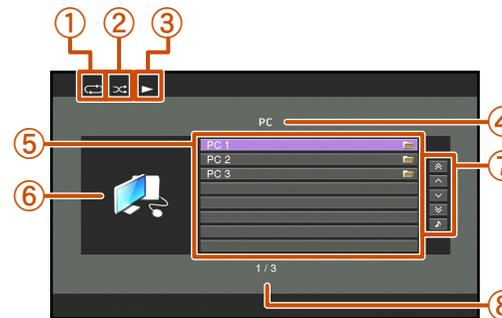 ① ② ③
④
PC
⑤
PC 1
PC 2
PC 3
⑦
⑥
1 / 3
⑧